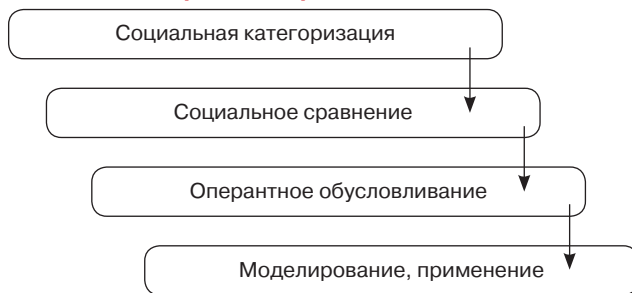 Социальная категоризация
Социальное сравнение
Оперантное обусловливание
Моделирование, применение